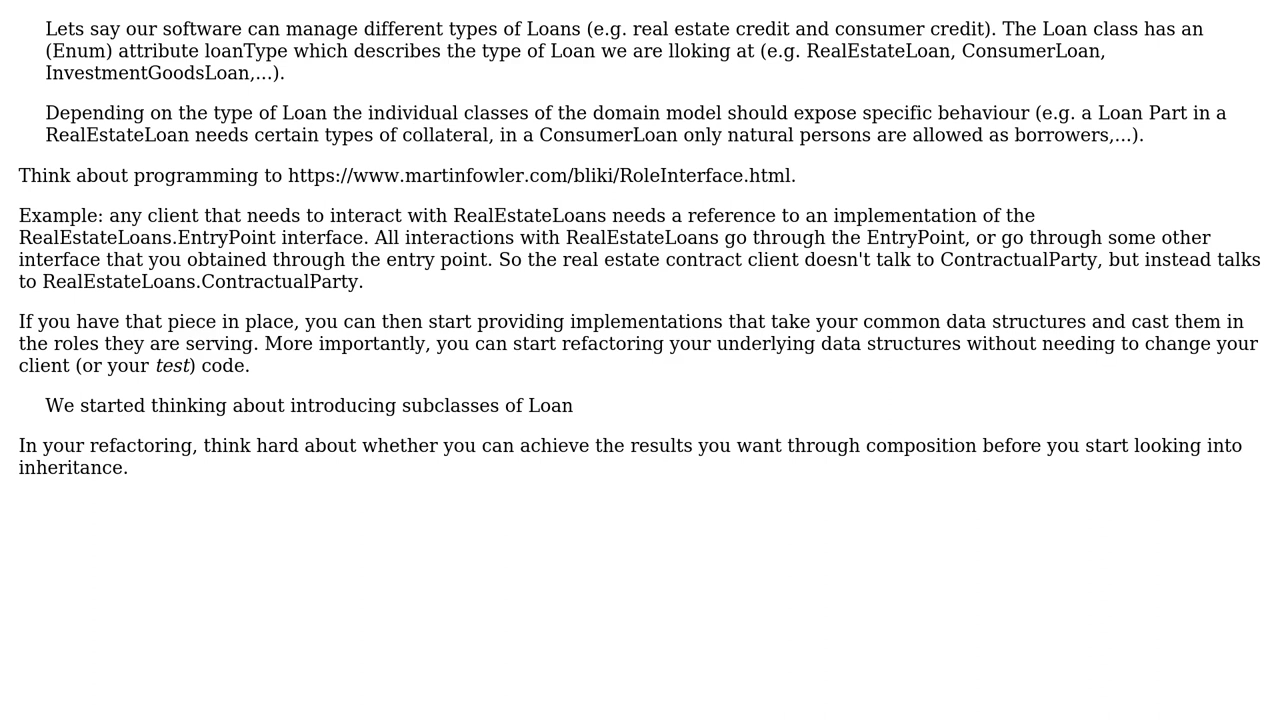 Lets say our software can manage different types of Loans (e.g. real estate credit and consumer credit). The Loan class has an
(Enum) attribute loanType which describes the type of Loan we are lloking at (e.g. RealEstateLoan, ConsumerLoan,
InvestmentGoodsLoan,...).
Depending on the type of Loan the individual classes of the domain model should expose specific behaviour (e.g. a Loan Part in a
RealEstateLoan needs certain types of collateral, in a ConsumerLoan only natural persons are allowed as borrowers,...).
Think about programming to https://www.martinfowler.com/bliki/RoleInterface.html.
Example: any client that needs to interact with RealEstateLoans needs a reference to an implementation of the
RealEstateLoans.EntryPoint interface. All interactions with RealEstateLoans go through the EntryPoint, or go through some other
interface that you obtained through the entry point. So the real estate contract client doesn't talk to ContractualParty, but instead talks
to RealEstateLoans.ContractualParty.
If you have that piece in place, you can then start providing implementations that take your common data structures and cast them in
the roles they are serving. More importantly, you can start refactoring your underlying data structures without needing to change your
client (or your test) code.
We started thinking about introducing subclasses of Loan
In your refactoring, think hard about whether you can achieve the results you want through composition before you start looking into
inheritance.